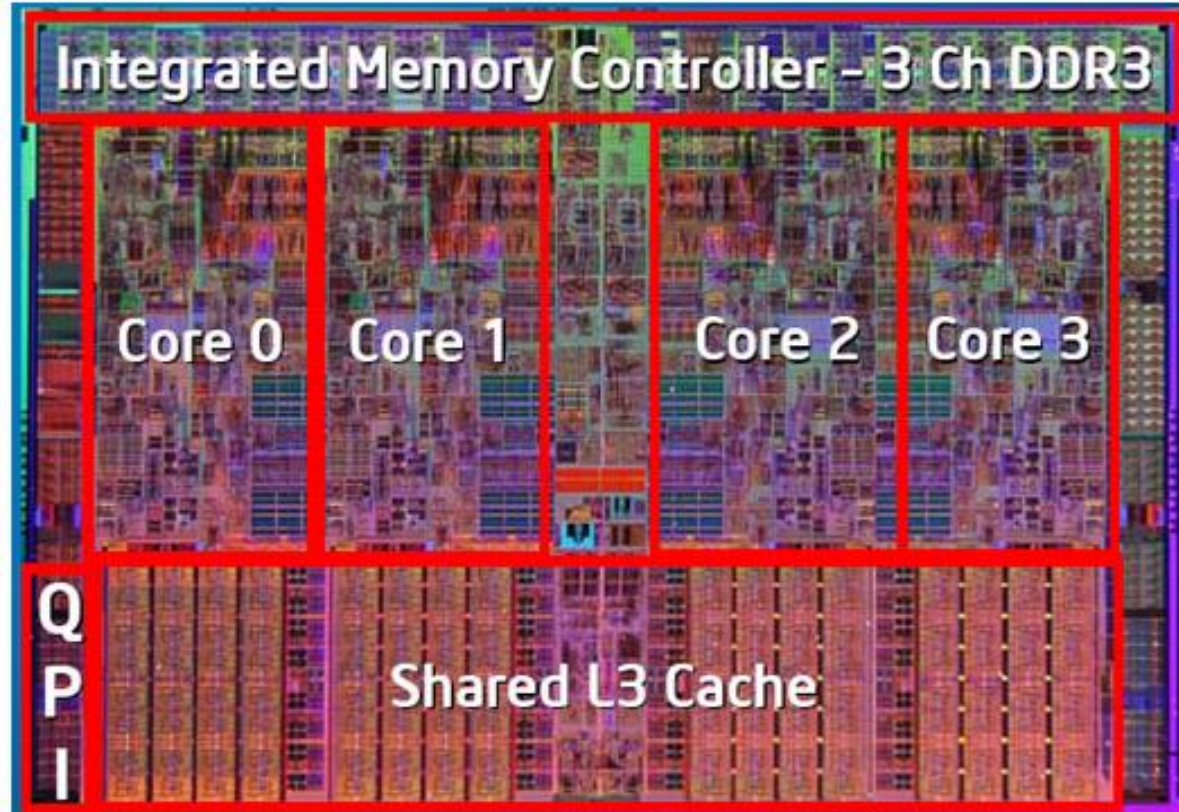 Integrated Memory Controller – 3 Ch DDR3
Core 0
Core 1
Core 2
Core 3
Q
P
I
Shared L3 Cache